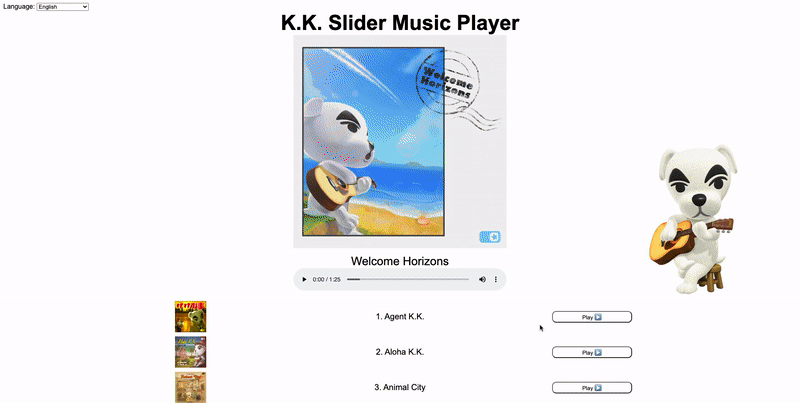 Language: English
K.K. Slider Music Player
Welcome
Horizons
Welcome Horizons
0:00 / 1:25
1. Agent K.K.
Play
2. Aloha K.K.
Play
3. Animal City
Play